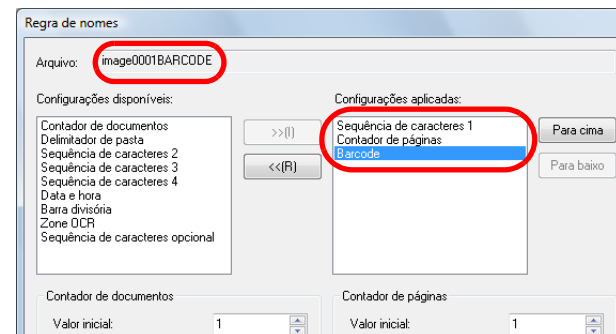 Regra de nomes
Arquivo: image0001BARCODE
Configurações disponíveis:
Contador de documentos
Delimitador de pasta
Sequência de caracteres 2
Sequência de caracteres 3
Sequência de caracteres 4
Data e hora
Barra divisória
Zone OCR
Sequência de caracteres opcional
>>(I)
<<(R)
Configurações aplicadas:
Sequência de caracteres 1
Contador de páginas
Barcode
Para cima
Para baixo
Contador de documentos
Valor inicial: 1
Contador de páginas
Valor inicial: 1